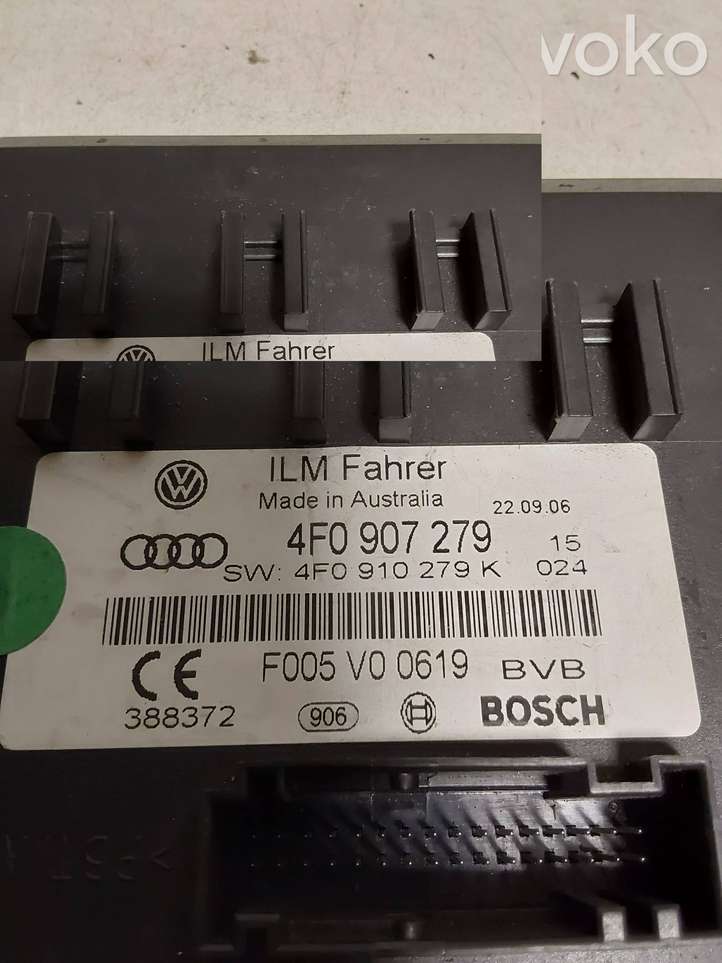 voko
ILM Fahrer
ILM Fahrer
Made in Australia
22.09.06
4F0 907 279 15
SW: 4F0 910 279 K 024
F005 V0 0619 BVB
CE
388372 906 BOSCH